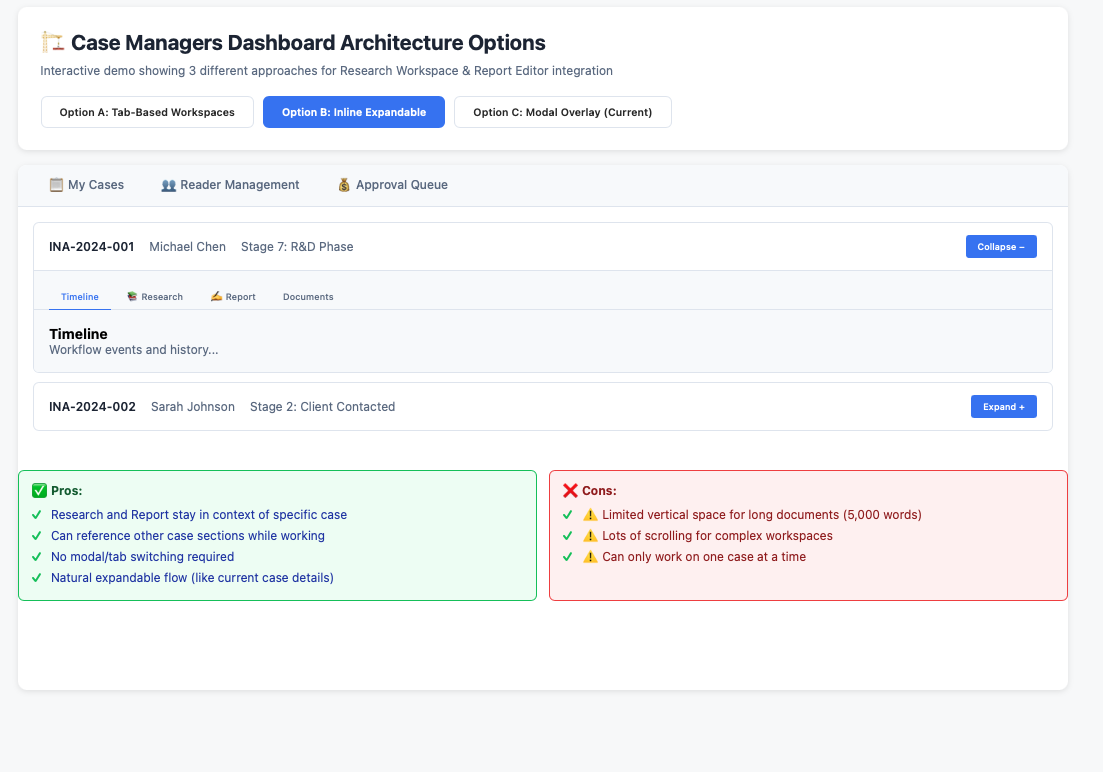 🏗️ Case Managers Dashboard Architecture Options
Interactive demo showing 3 different approaches for Research Workspace & Report Editor integration
Option A: Tab-Based Workspaces
Option B: Inline Expandable
Option C: Modal Overlay (Current)
📋 My Cases
👥 Reader Management
💰 Approval Queue
INA-2024-001 Michael Chen Stage 7: R&D Phase
Collapse −
Timeline
📚 Research
✍️ Report
Documents
Timeline
Workflow events and history...
INA-2024-002 Sarah Johnson Stage 2: Client Contacted
Expand +
✅ Pros:
✓ Research and Report stay in context of specific case
✓ Can reference other case sections while working
✓ No modal/tab switching required
✓ Natural expandable flow (like current case details)
❌ Cons:
✓ ⚠️ Limited vertical space for long documents (5,000 words)
✓ ⚠️ Lots of scrolling for complex workspaces
✓ ⚠️ Can only work on one case at a time